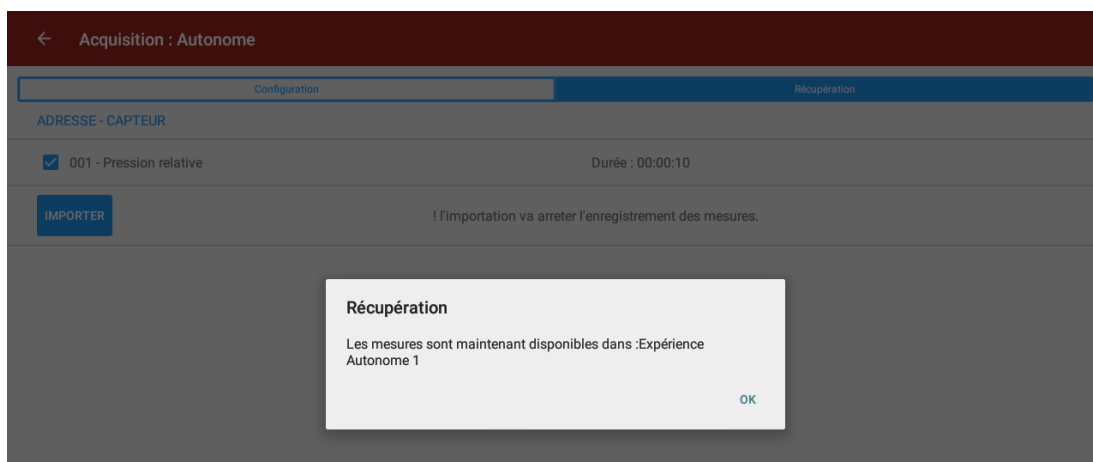 Acquisition : Autonome
Configuration
Récupération
ADRESSE - CAPTEUR
001 - Pression relative
Durée : 00:00:10
IMPORTER
! l'importation va arreter l'enregistrement des mesures.
Récupération
Les mesures sont maintenant disponibles dans :Expérience
Autonome 1
OK